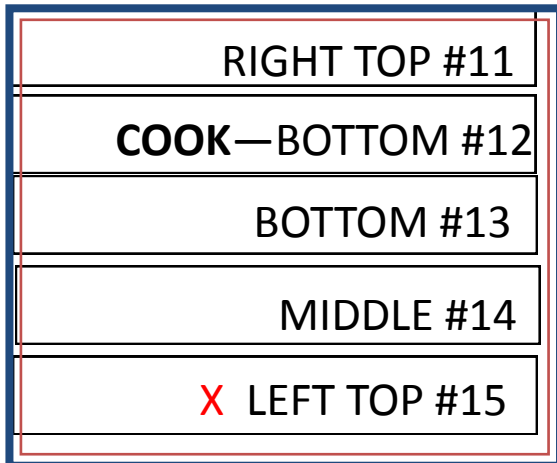 RIGHT TOP #11
COOK—BOTTOM #12
BOTTOM #13
MIDDLE #14
X LEFT TOP #15